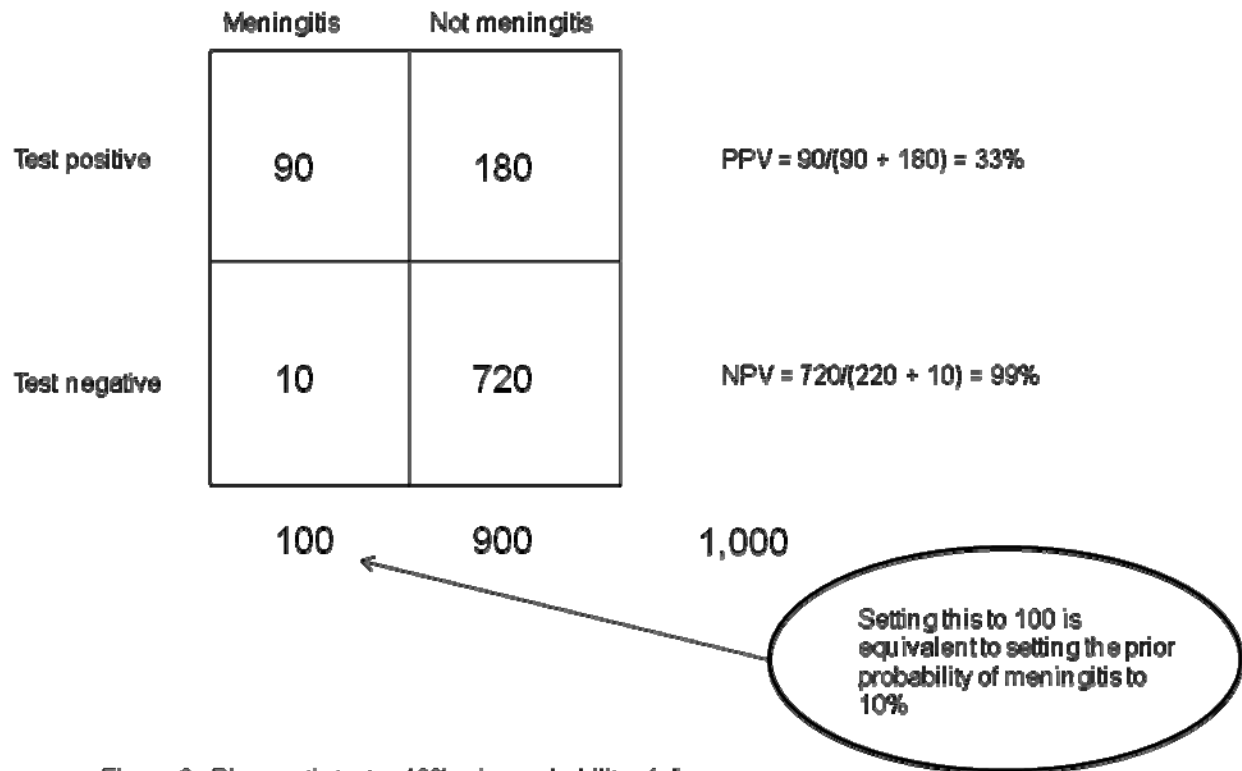 Meningitis Not meningitis
Test positive 90 180 PPV = 90/(90 + 180) = 33%
Test negative 10 720 NPV = 720/(220 + 10) = 99%
100 900 1,000
Setting this to 100 is
equivalent to setting the prior
probability of meningitis to
10%